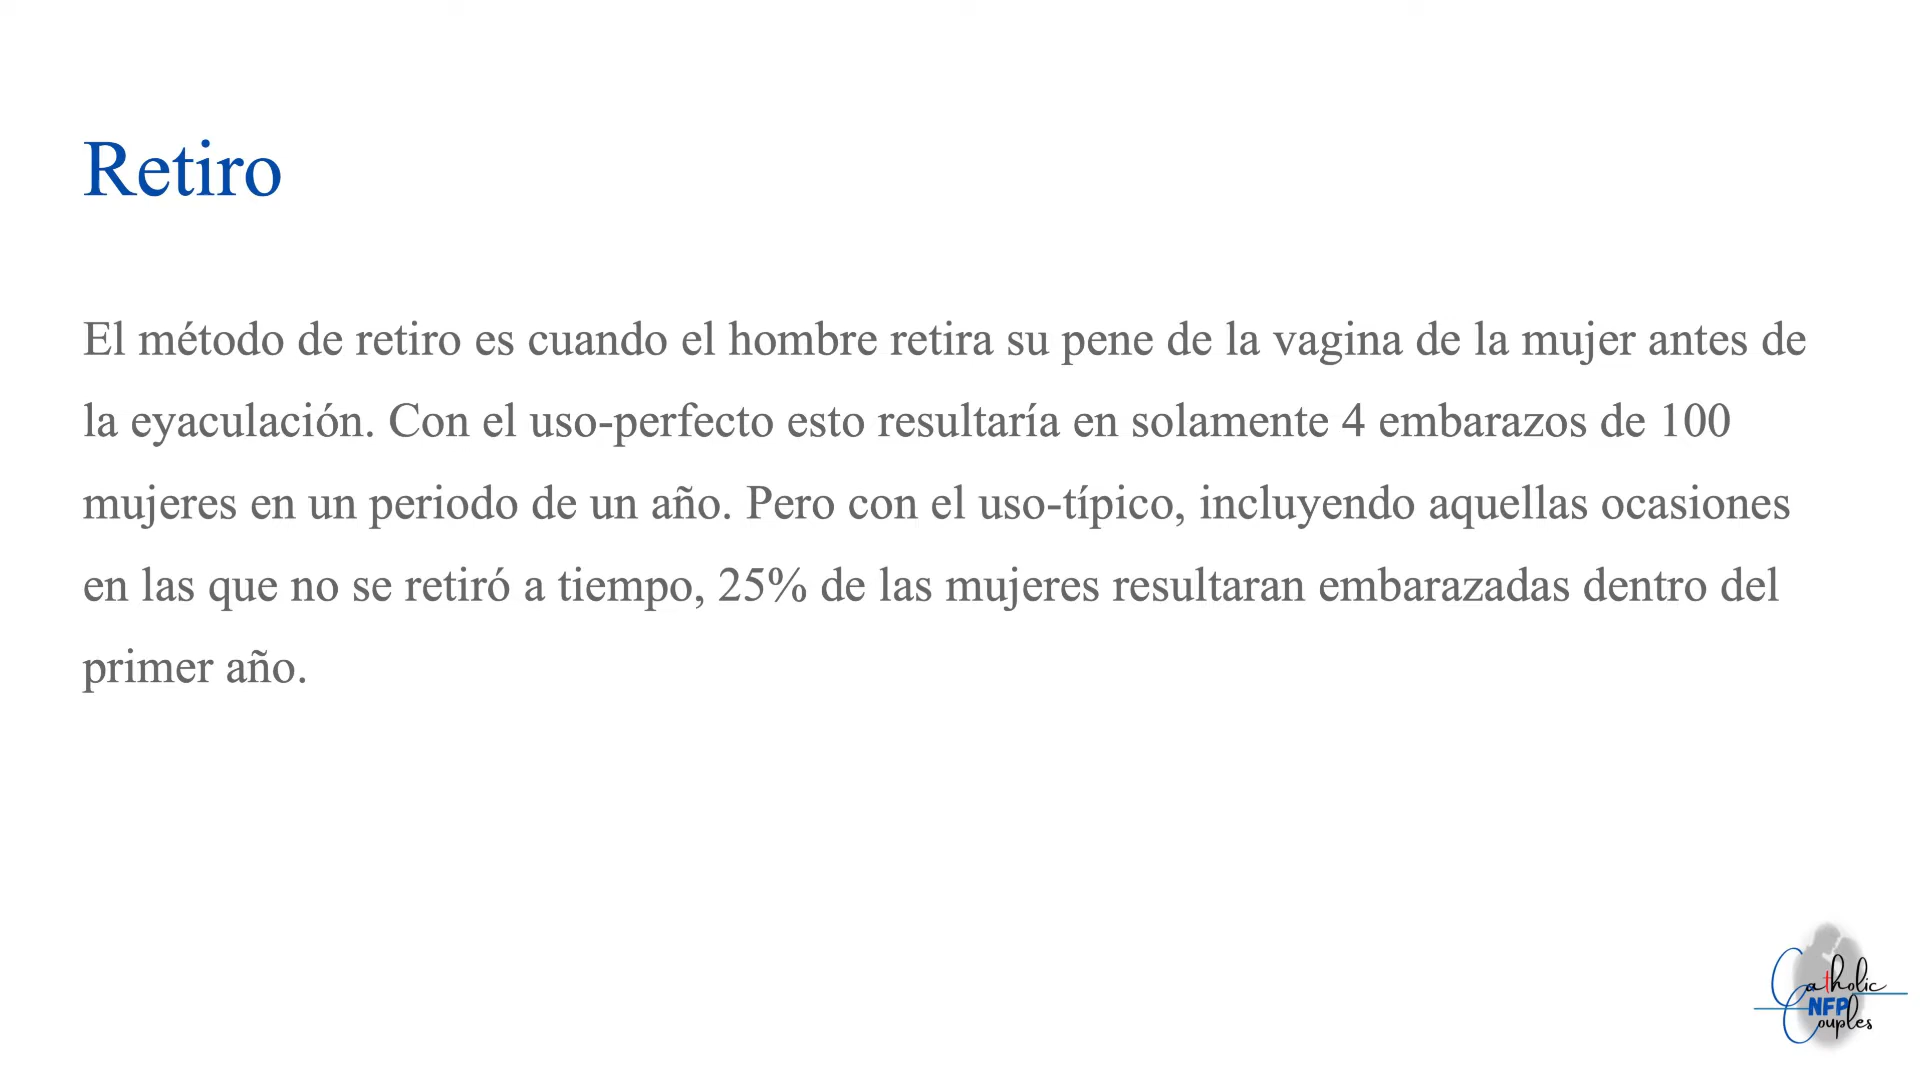 Retiro
El método de retiro es cuando el hombre retira su pene de la vagina de la mujer antes de
la eyaculación. Con el uso-perfecto esto resultaría en solamente 4 embarazos de 100
mujeres en un periodo de un año. Pero con el uso-típico, incluyendo aquellas ocasiones
en las que no se retiró a tiempo, 25% de las mujeres resultaran embarazadas dentro del
primer año.
Catholic
NFP
Couples